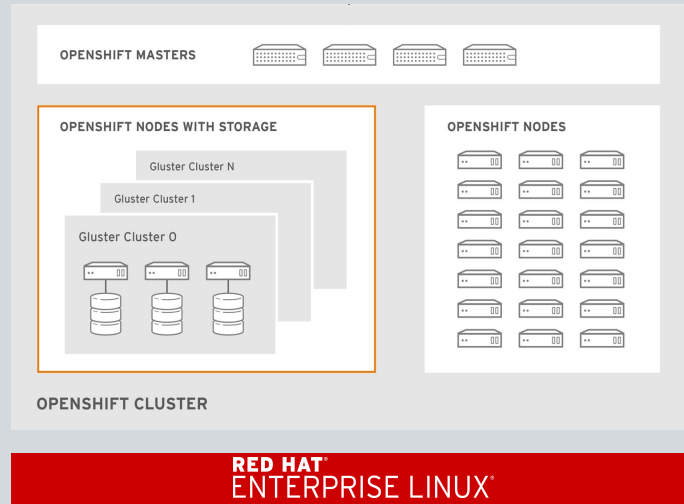 OPENSHIFT MASTERS
OPENSHIFT NODES WITH STORAGE
Gluster Cluster N
Gluster Cluster 1
Gluster Cluster 0
OPENSHIFT NODES
OPENSHIFT CLUSTER
RED HAT®
ENTERPRISE LINUX®